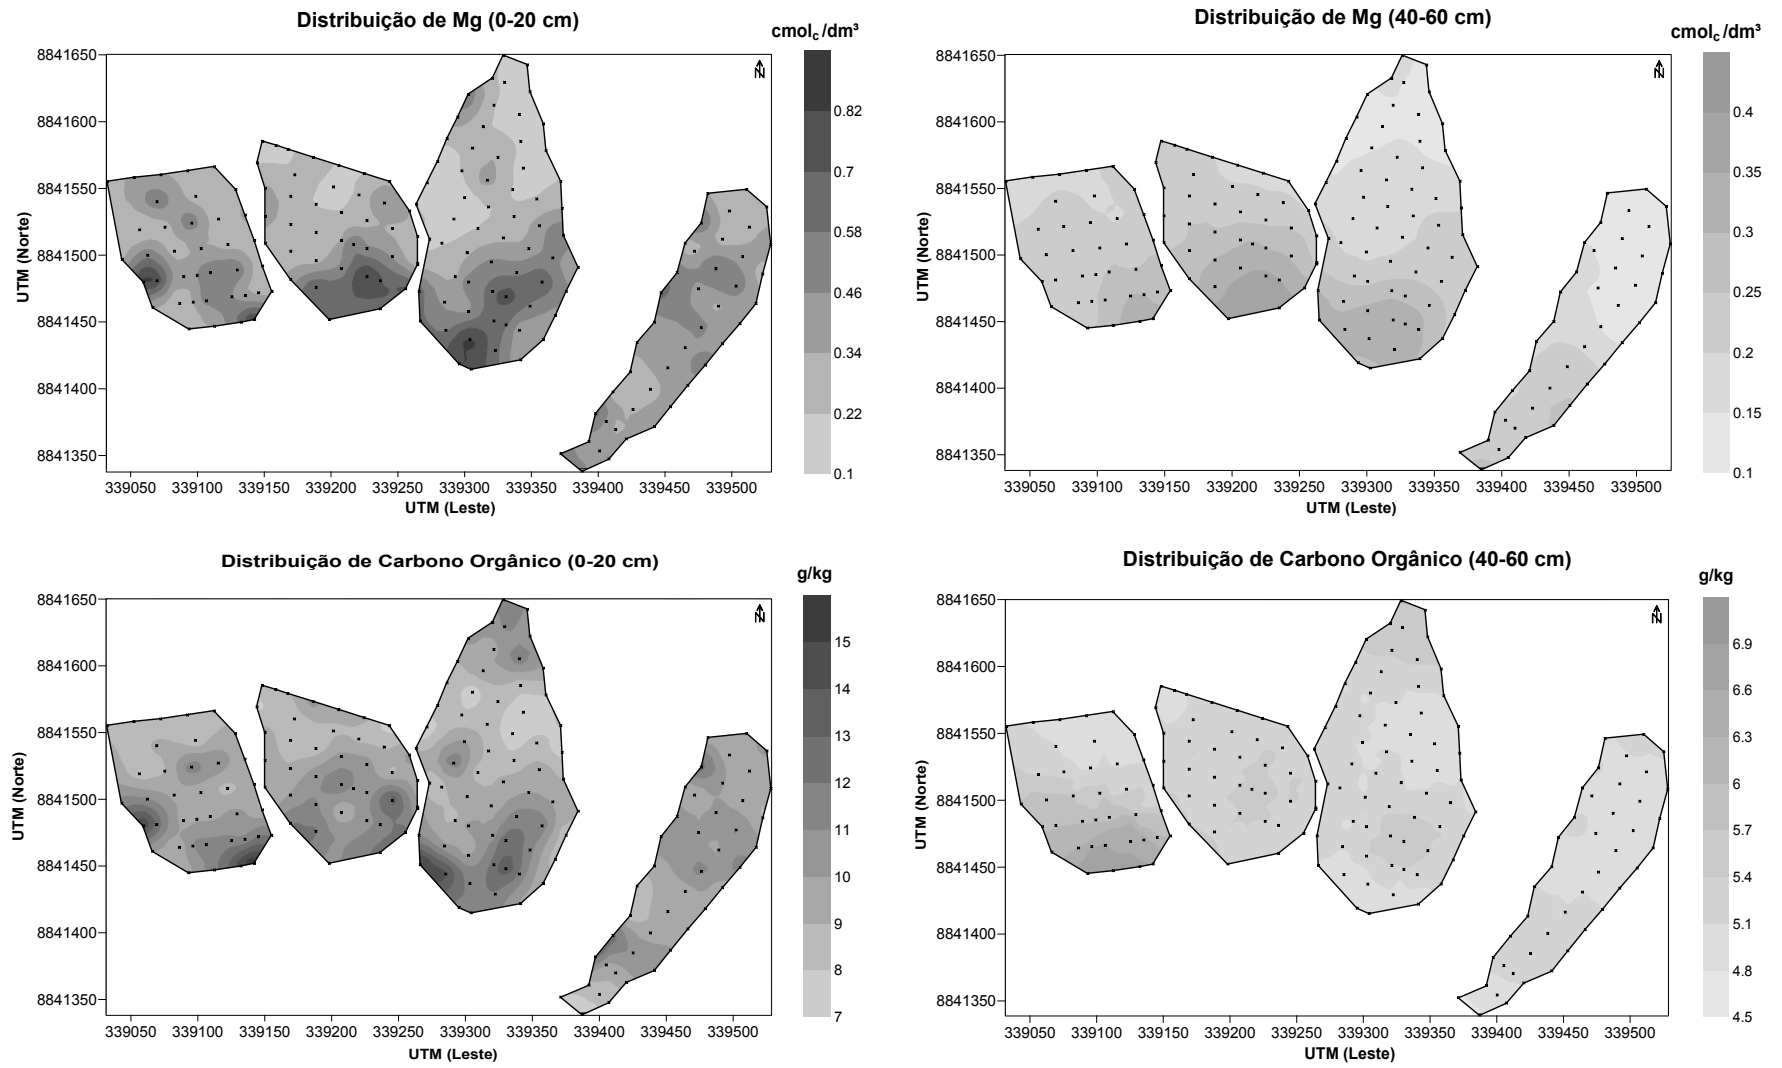 Distribuição de Mg (0-20 cm)
cmolc/dm³
N
8841650
8841600
8841550
8841500
8841450
8841400
8841350
UTM (Norte)
339050 339100 339150 339200 339250 339300 339350 339400 339450 339500
UTM (Leste)
0.82
0.7
0.58
0.46
0.34
0.22
0.1
Distribuição de Mg (40-60 cm)
cmolc/dm³
N
8841650
8841600
8841550
8841500
8841450
8841400
8841350
UTM (Norte)
339050 339100 339150 339200 339250 339300 339350 339400 339450 339500
UTM (Leste)
0.4
0.35
0.3
0.25
0.2
0.15
0.1
Distribuição de Carbono Orgânico (0-20 cm)
g/kg
N
8841650
8841600
8841550
8841500
8841450
8841400
8841350
UTM (Norte)
339050 339100 339150 339200 339250 339300 339350 339400 339450 339500
UTM (Leste)
15
14
13
12
11
10
9
8
7
Distribuição de Carbono Orgânico (40-60 cm)
g/kg
N
8841650
8841600
8841550
8841500
8841450
8841400
8841350
UTM (Norte)
339050 339100 339150 339200 339250 339300 339350 339400 339450 339500
UTM (Leste)
6.9
6.6
6.3
6
5.7
5.4
5.1
4.8
4.5